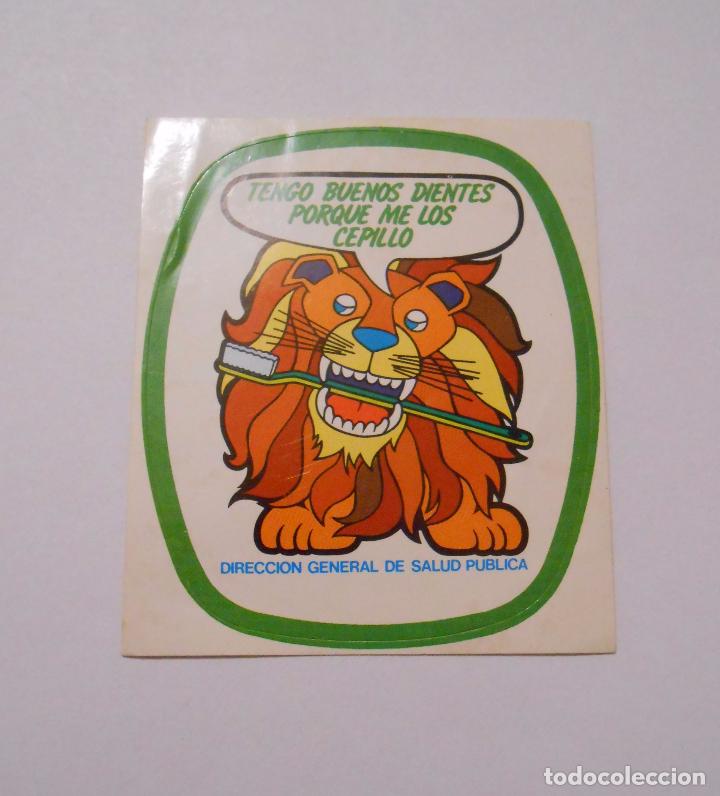 TENGO BUENOS DIENTES
PORQUE ME LOS
CEPILLO
DIRECCION GENERAL DE SALUD PUBLICA
todocoleccion